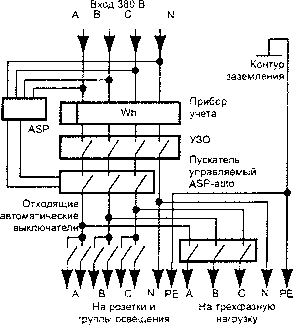 Вход 380 В
A B C N
Контур
заземления
Wh
Прибор
учета
ASP
УЗО
Пускатель
управляемый
ASP-auto
Отходящие
автоматические
выключатели
A B C N PE A B C N PE
На розетки и
группы освещения
На трехфазную
нагрузку